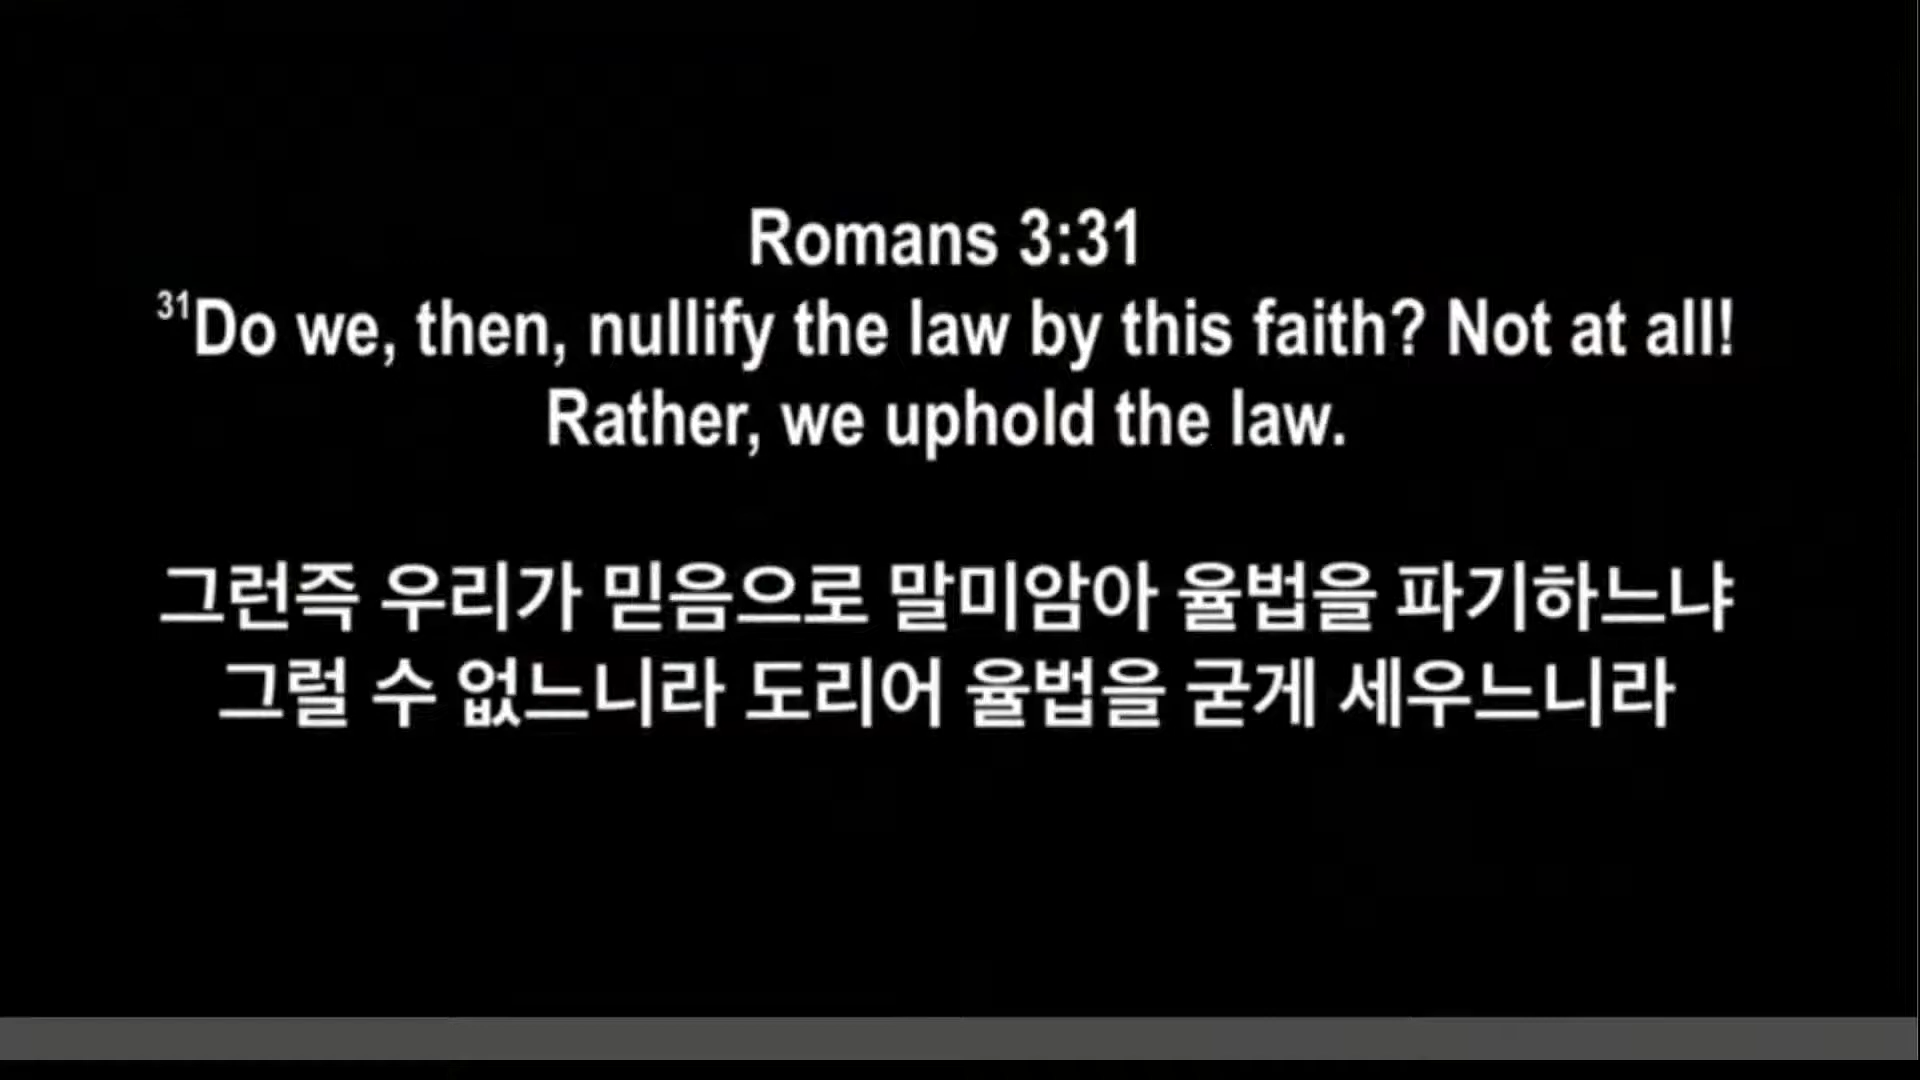 Romans 3:31
31Do we, then, nullify the law by this faith? Not at all!
Rather, we uphold the law.
그런즉 우리가 믿음으로 말미암아 율법을 파기하느냐
그럴 수 없느니라 도리어 율법을 굳게 세우느니라